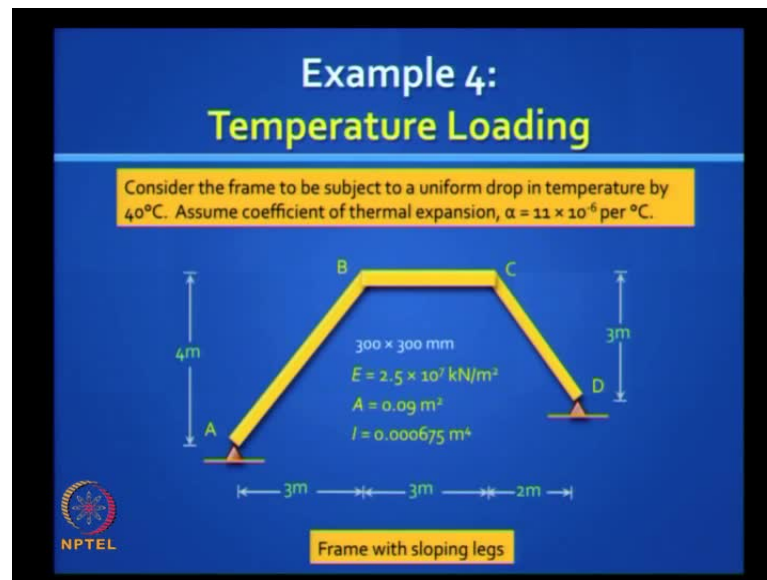 Example 4:
Temperature Loading
Consider the frame to be subject to a uniform drop in temperature by
40°C. Assume coefficient of thermal expansion, α = 11 × 10⁻⁶ per °C.
B
C
4m
300 × 300 mm
3m
E = 2.5 × 10⁷ kN/m²
A = 0.09 m²
D
A
I = 0.000675 m⁴
3m
3m
2m
NPTEL
Frame with sloping legs